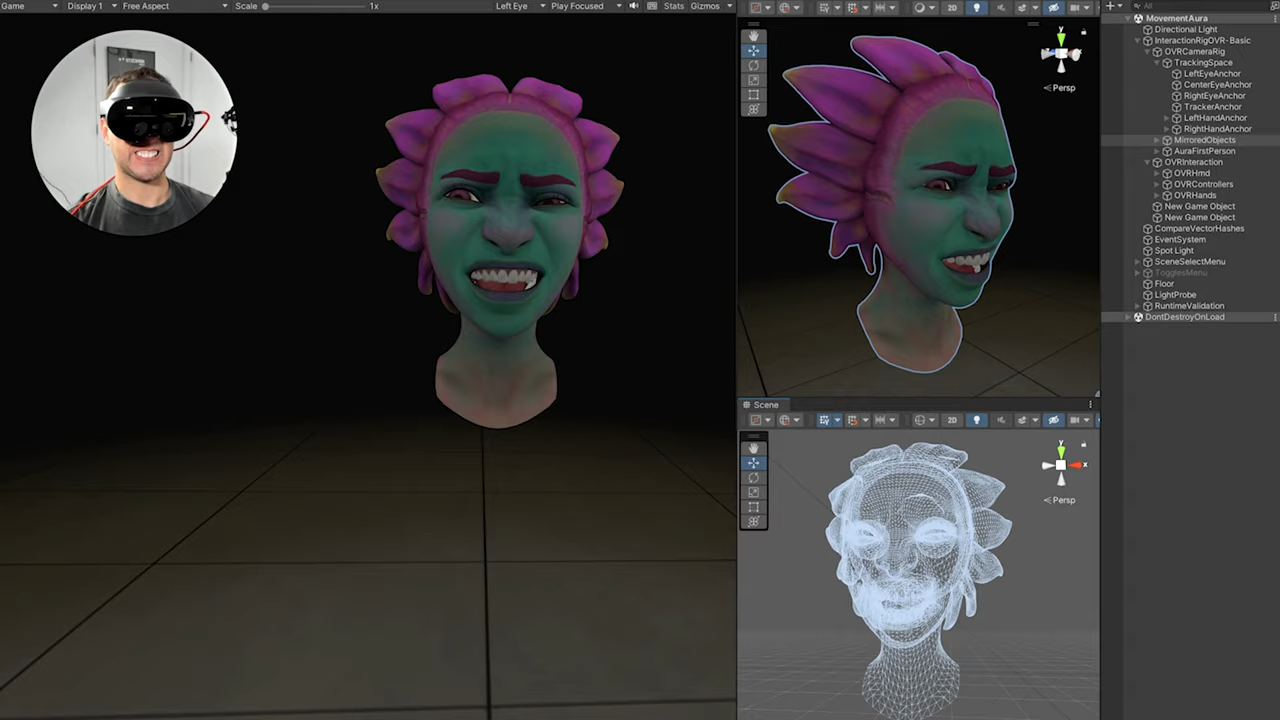 Game Display 1 Free Aspect Scale 1x Left Eye Play Focused Stats Gizmos
2D
All
y
Persp
MovementAura
Directional Light
InteractionRigOVR-Basic
OVRCameraRig
TrackingSpace
LeftEyeAnchor
CenterEyeAnchor
RightEyeAnchor
TrackerAnchor
LeftHandAnchor
RightHandAnchor
MirroredObjects
AuraFirstPerson
OVRInteraction
OVRHmd
OVRControllers
OVRHands
New Game Object
New Game Object
CompareVectorHashes
EventSystem
Spot Light
SceneSelectMenu
TogglesMenu
Floor
LightProbe
RuntimeValidation
DontDestroyOnLoad
Scene
2D
y
x
Persp